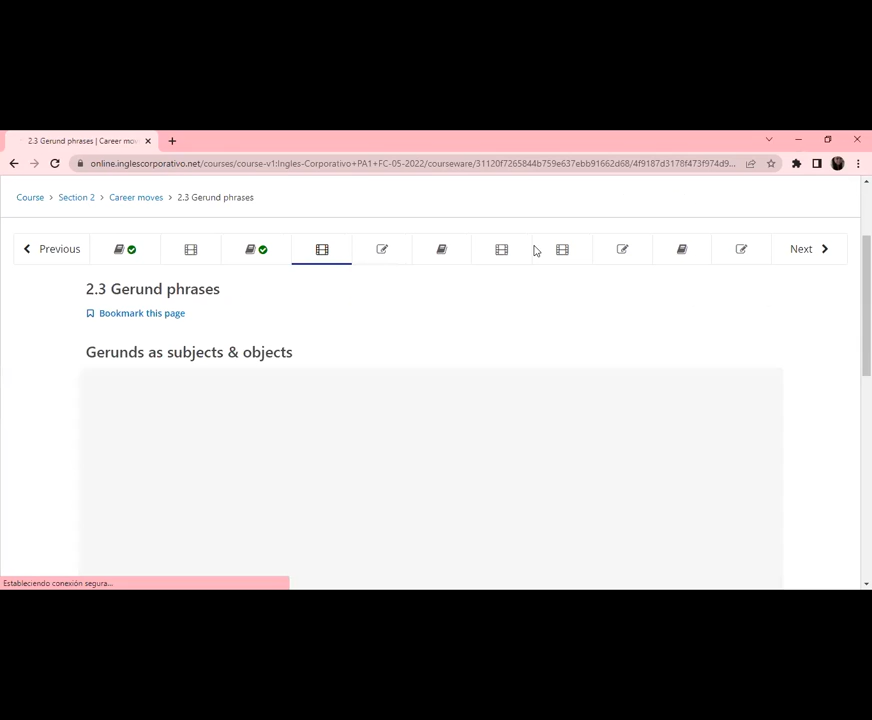 2.3 Gerund phrases | Career mov
online.inglescorporativo.net/courses/course-v1:Ingles-Corporativo+PA1+FC-05-2022/courseware/31120f7265844b759e637ebb91662d68/4f9187d3178f473f974d9...
Course > Section 2 > Career moves > 2.3 Gerund phrases
Previous
Next
2.3 Gerund phrases
Bookmark this page
Gerunds as subjects & objects
Estableciendo conexión segura...